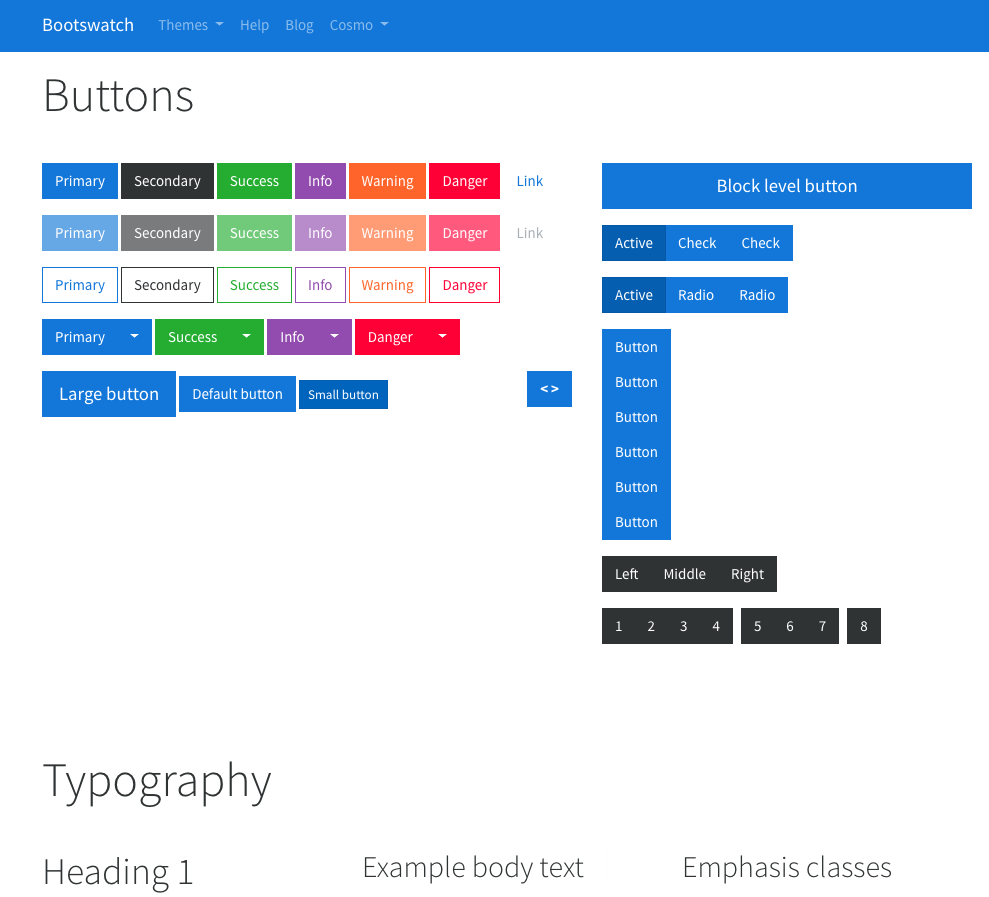 Bootswatch Themes Help Blog Cosmo
Buttons
Primary Secondary Success Info Warning Danger Link
Primary Secondary Success Info Warning Danger Link
Primary Secondary Success Info Warning Danger
Primary Success Info Danger
Large button Default button Small button
< >
Block level button
Active Check Check
Active Radio Radio
Button
Button
Button
Button
Button
Button
Left Middle Right
1 2 3 4 5 6 7 8
Typography
Heading 1
Example body text
Emphasis classes